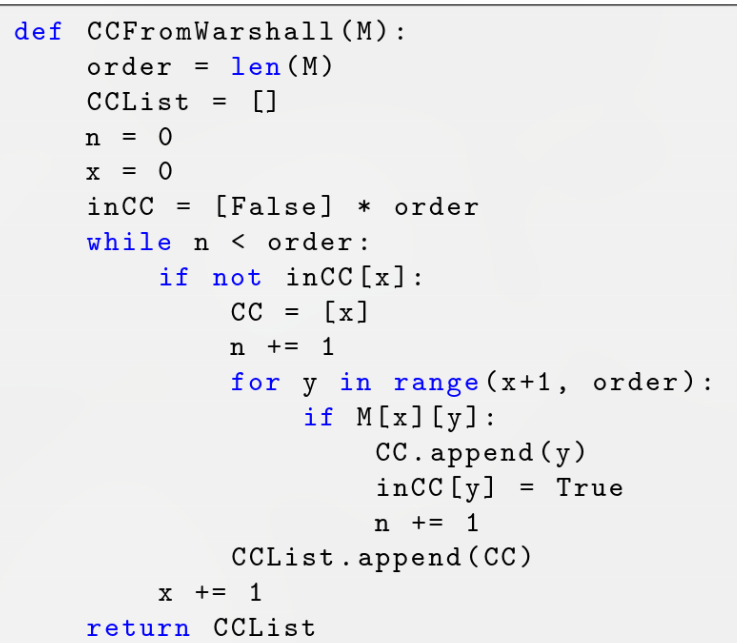 def CCFromWarshall(M):
    order = len(M)
    CCList = []
    n = 0
    x = 0
    inCC = [False] * order
    while n < order:
        if not inCC[x]:
            CC = [x]
            n += 1
            for y in range(x+1, order):
                if M[x][y]:
                    CC.append(y)
                    inCC[y] = True
                    n += 1
            CCList.append(CC)
        x += 1
    return CCList